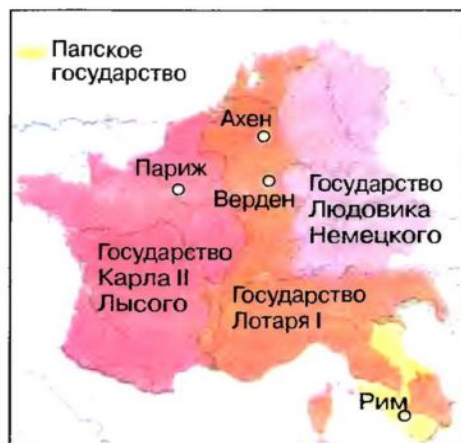 Папское
государство
Ахен
Париж
Верден
Государство
Людовика
Немецкого
Государство
Карла II
Лысого
Государство
Лотаря I
Рим